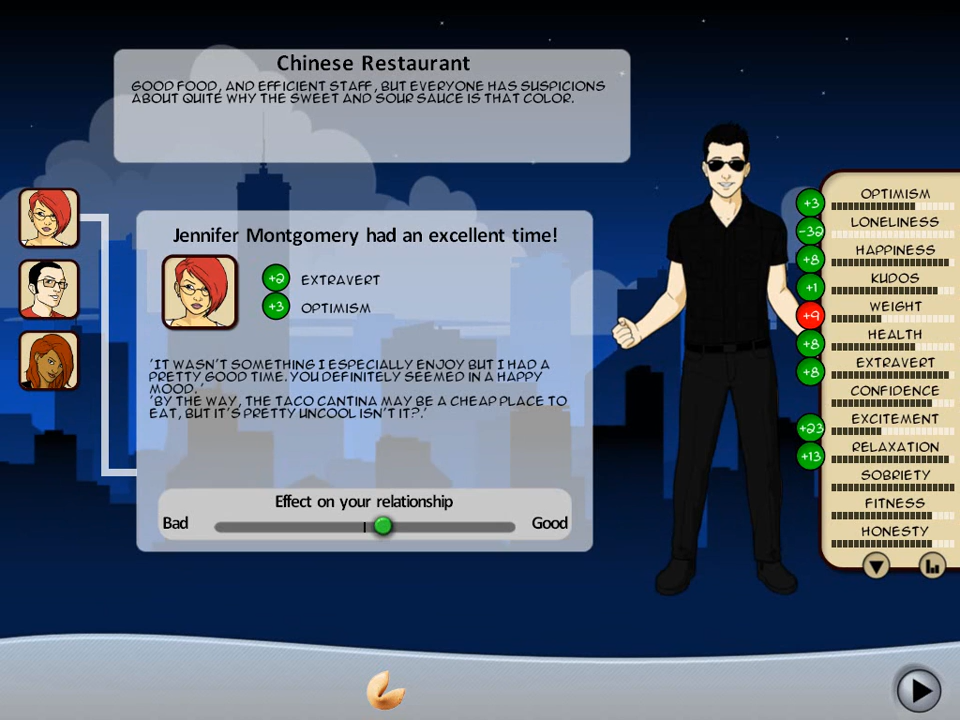 Chinese Restaurant
GOOD FOOD, AND EFFICIENT STAFF, BUT EVERYONE HAS SUSPICIONS
ABOUT QUITE WHY THE SWEET AND SOUR SAUCE IS THAT COLOR.
Jennifer Montgomery had an excellent time!
+2 EXTRAVERT
+3 OPTIMISM
'IT WASN'T SOMETHING I ESPECIALLY ENJOY BUT I HAD A
PRETTY GOOD TIME. YOU DEFINITELY SEEMED IN A HAPPY
MOOD.'
'BY THE WAY, THE TACO CANTINA MAY BE A CHEAP PLACE TO
EAT, BUT IT'S PRETTY UNCOOL ISN'T IT?.'
Effect on your relationship
Bad Good
+3 OPTIMISM
-32 LONELINESS
+8 HAPPINESS
+1 KUDOS
+9 WEIGHT
+8 HEALTH
+8 EXTRAVERT
CONFIDENCE
+23 EXCITEMENT
+13 RELAXATION
SOBRIETY
FITNESS
HONESTY